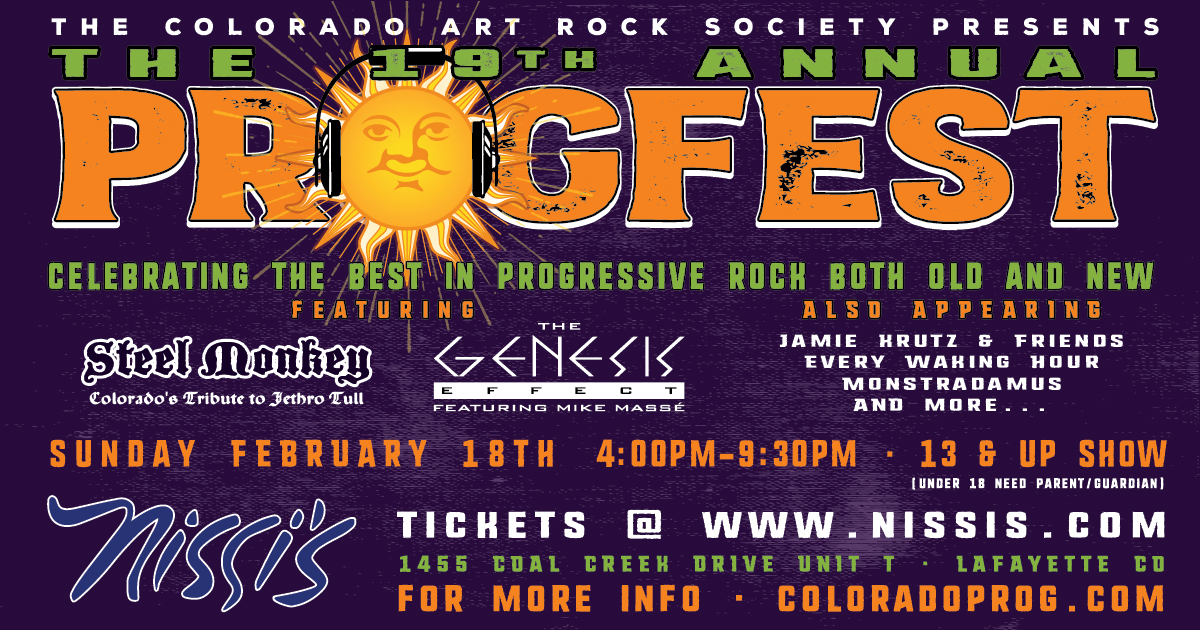 THE COLORADO ART ROCK SOCIETY PRESENTS
THE 19TH ANNUAL
PROGFEST
CELEBRATING THE BEST IN PROGRESSIVE ROCK BOTH OLD AND NEW
FEATURING
Steel Monkey
Colorado's Tribute to Jethro Tull
THE
GENESIS
EFFECT
FEATURING MIKE MASSÉ
ALSO APPEARING
JAMIE KRUTZ & FRIENDS
EVERY WAKING HOUR
MONSTRADAMUS
AND MORE...
SUNDAY FEBRUARY 18TH 4:00PM-9:30PM · 13 & UP SHOW
(UNDER 18 NEED PARENT/GUARDIAN)
Nissi's
TICKETS @ WWW.NISSIS.COM
1455 COAL CREEK DRIVE UNIT T · LAFAYETTE CO
FOR MORE INFO · COLORADOPROG.COM